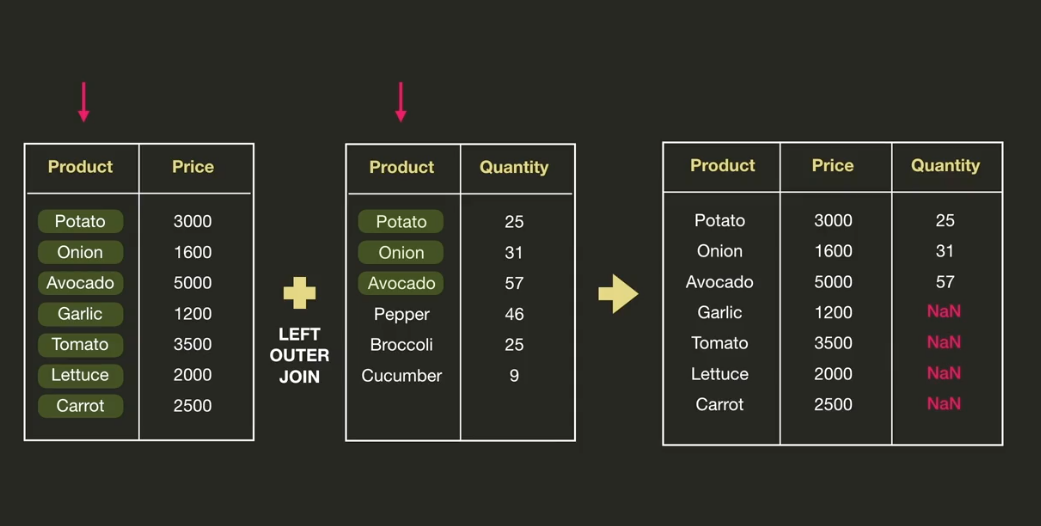 Product Price
Potato 3000
Onion 1600
Avocado 5000
Garlic 1200
Tomato 3500
Lettuce 2000
Carrot 2500
LEFT
OUTER
JOIN
Product Quantity
Potato 25
Onion 31
Avocado 57
Pepper 46
Broccoli 25
Cucumber 9
Product Price Quantity
Potato 3000 25
Onion 1600 31
Avocado 5000 57
Garlic 1200 NaN
Tomato 3500 NaN
Lettuce 2000 NaN
Carrot 2500 NaN